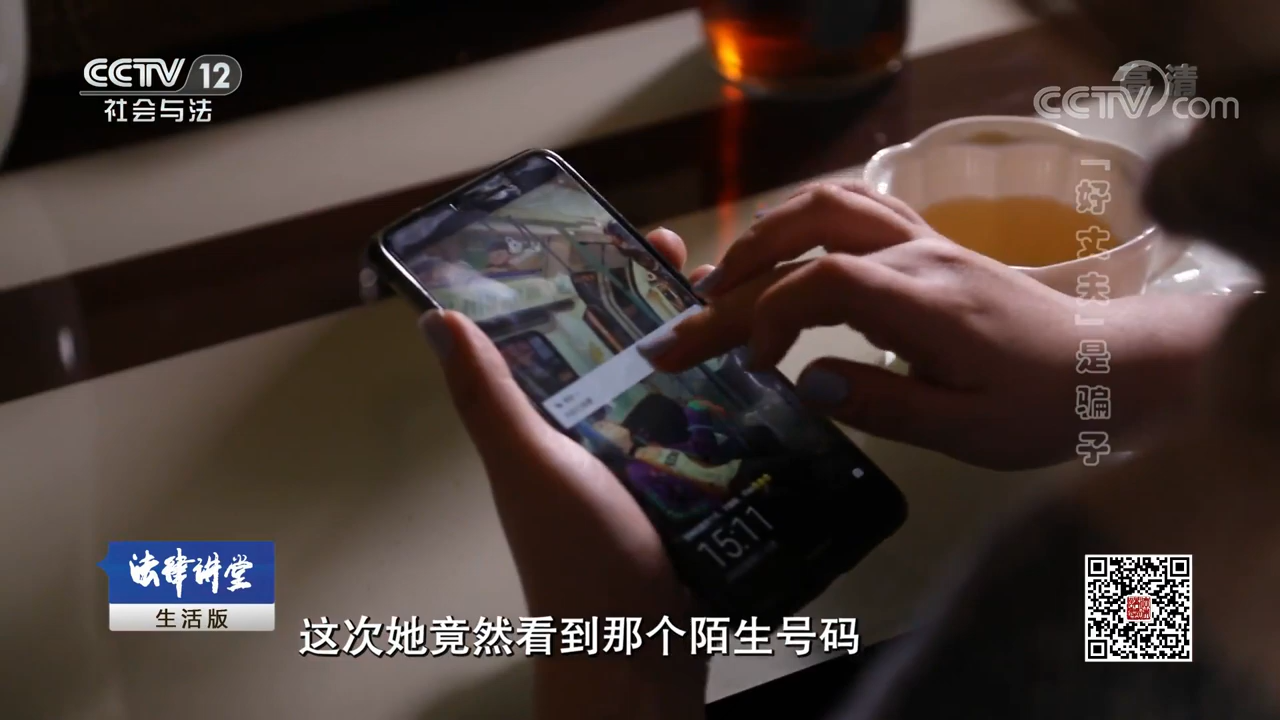 CCTV 12
社会与法
高清
CCTV.com
「好丈夫」是骗子
15:11
法律讲堂
生活版
这次她竟然看到那个陌生号码